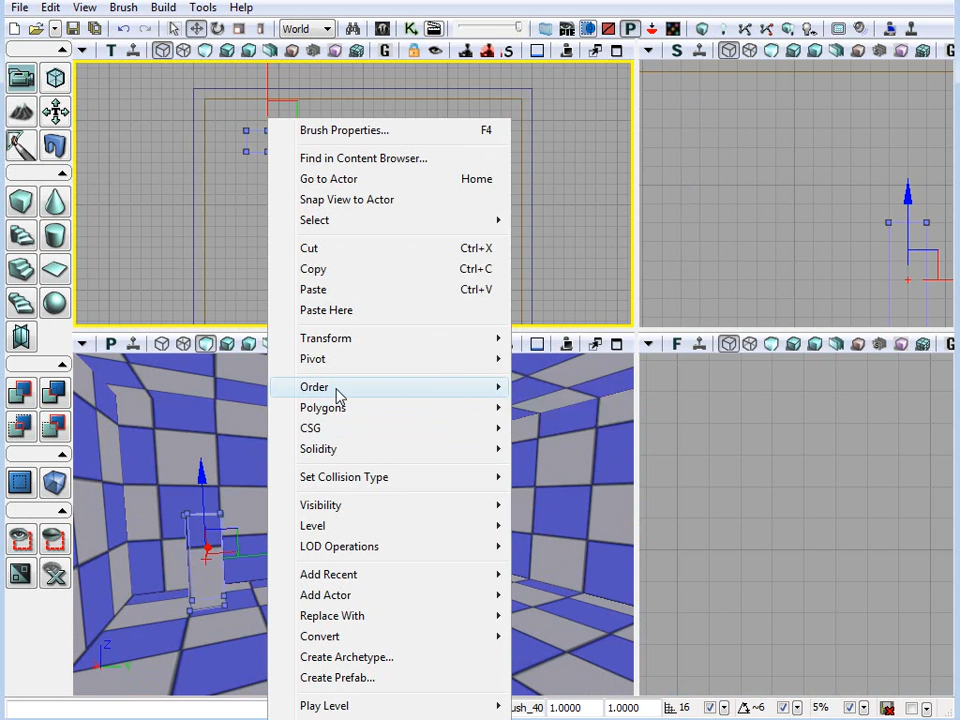 File Edit View Brush Build Tools Help
World
T G S P
S
Brush Properties... F4
Find in Content Browser...
Go to Actor Home
Snap View to Actor
Select
Cut Ctrl+X
Copy Ctrl+C
Paste Ctrl+V
Paste Here
Transform
Pivot
P F G
Order
Polygons
CSG
Solidity
Set Collision Type
Visibility
Level
LOD Operations
Add Recent
Add Actor
Replace With
Convert
Z
Create Archetype...
Create Prefab...
Play Level
ush_40 1.0000 1.0000 16 ~6 5%